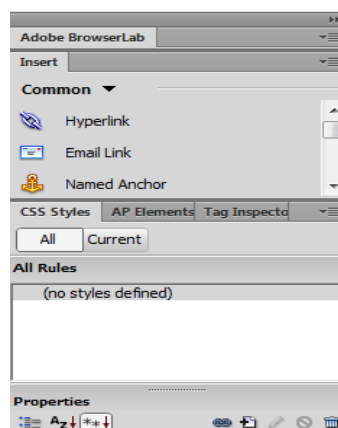 Adobe BrowserLab
Insert
Common
Hyperlink
Email Link
Named Anchor
CSS Styles AP Elements Tag Inspecto
All Current
All Rules
(no styles defined)
Properties
Az **